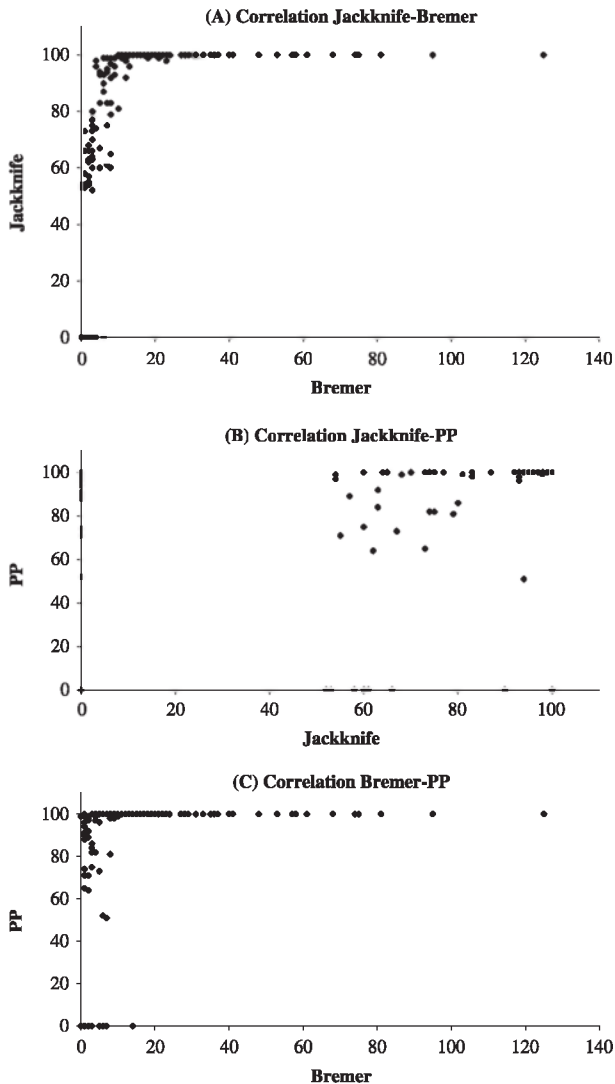 (A) Correlation Jackknife-Bremer
100
80
60
40
20
0
Jackknife
0 20 40 60 80 100 120 140
Bremer
(B) Correlation Jackknife-PP
100
80
60
40
20
0
PP
0 20 40 60 80 100
Jackknife
(C) Correlation Bremer-PP
100
80
60
40
20
0
PP
0 20 40 60 80 100 120 140
Bremer